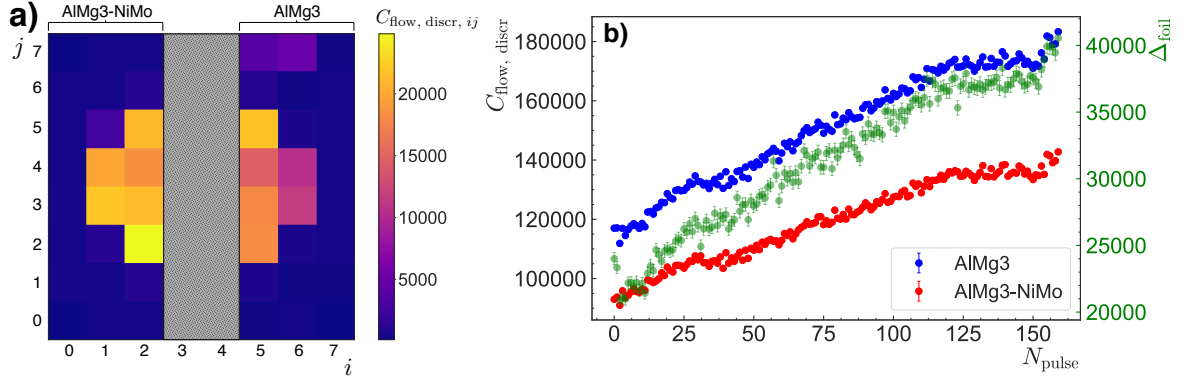 a)
AlMg3-NiMo
AlMg3
C_flow, discr, ij
j
7
6
5
4
3
2
1
0
0 1 2 3 4 5 6 7
i
20000
15000
10000
5000
b)
C_flow, discr
180000
160000
140000
120000
100000
0 25 50 75 100 125 150
N_pulse
Δ_foil
40000
35000
30000
25000
20000
AlMg3
AlMg3-NiMo